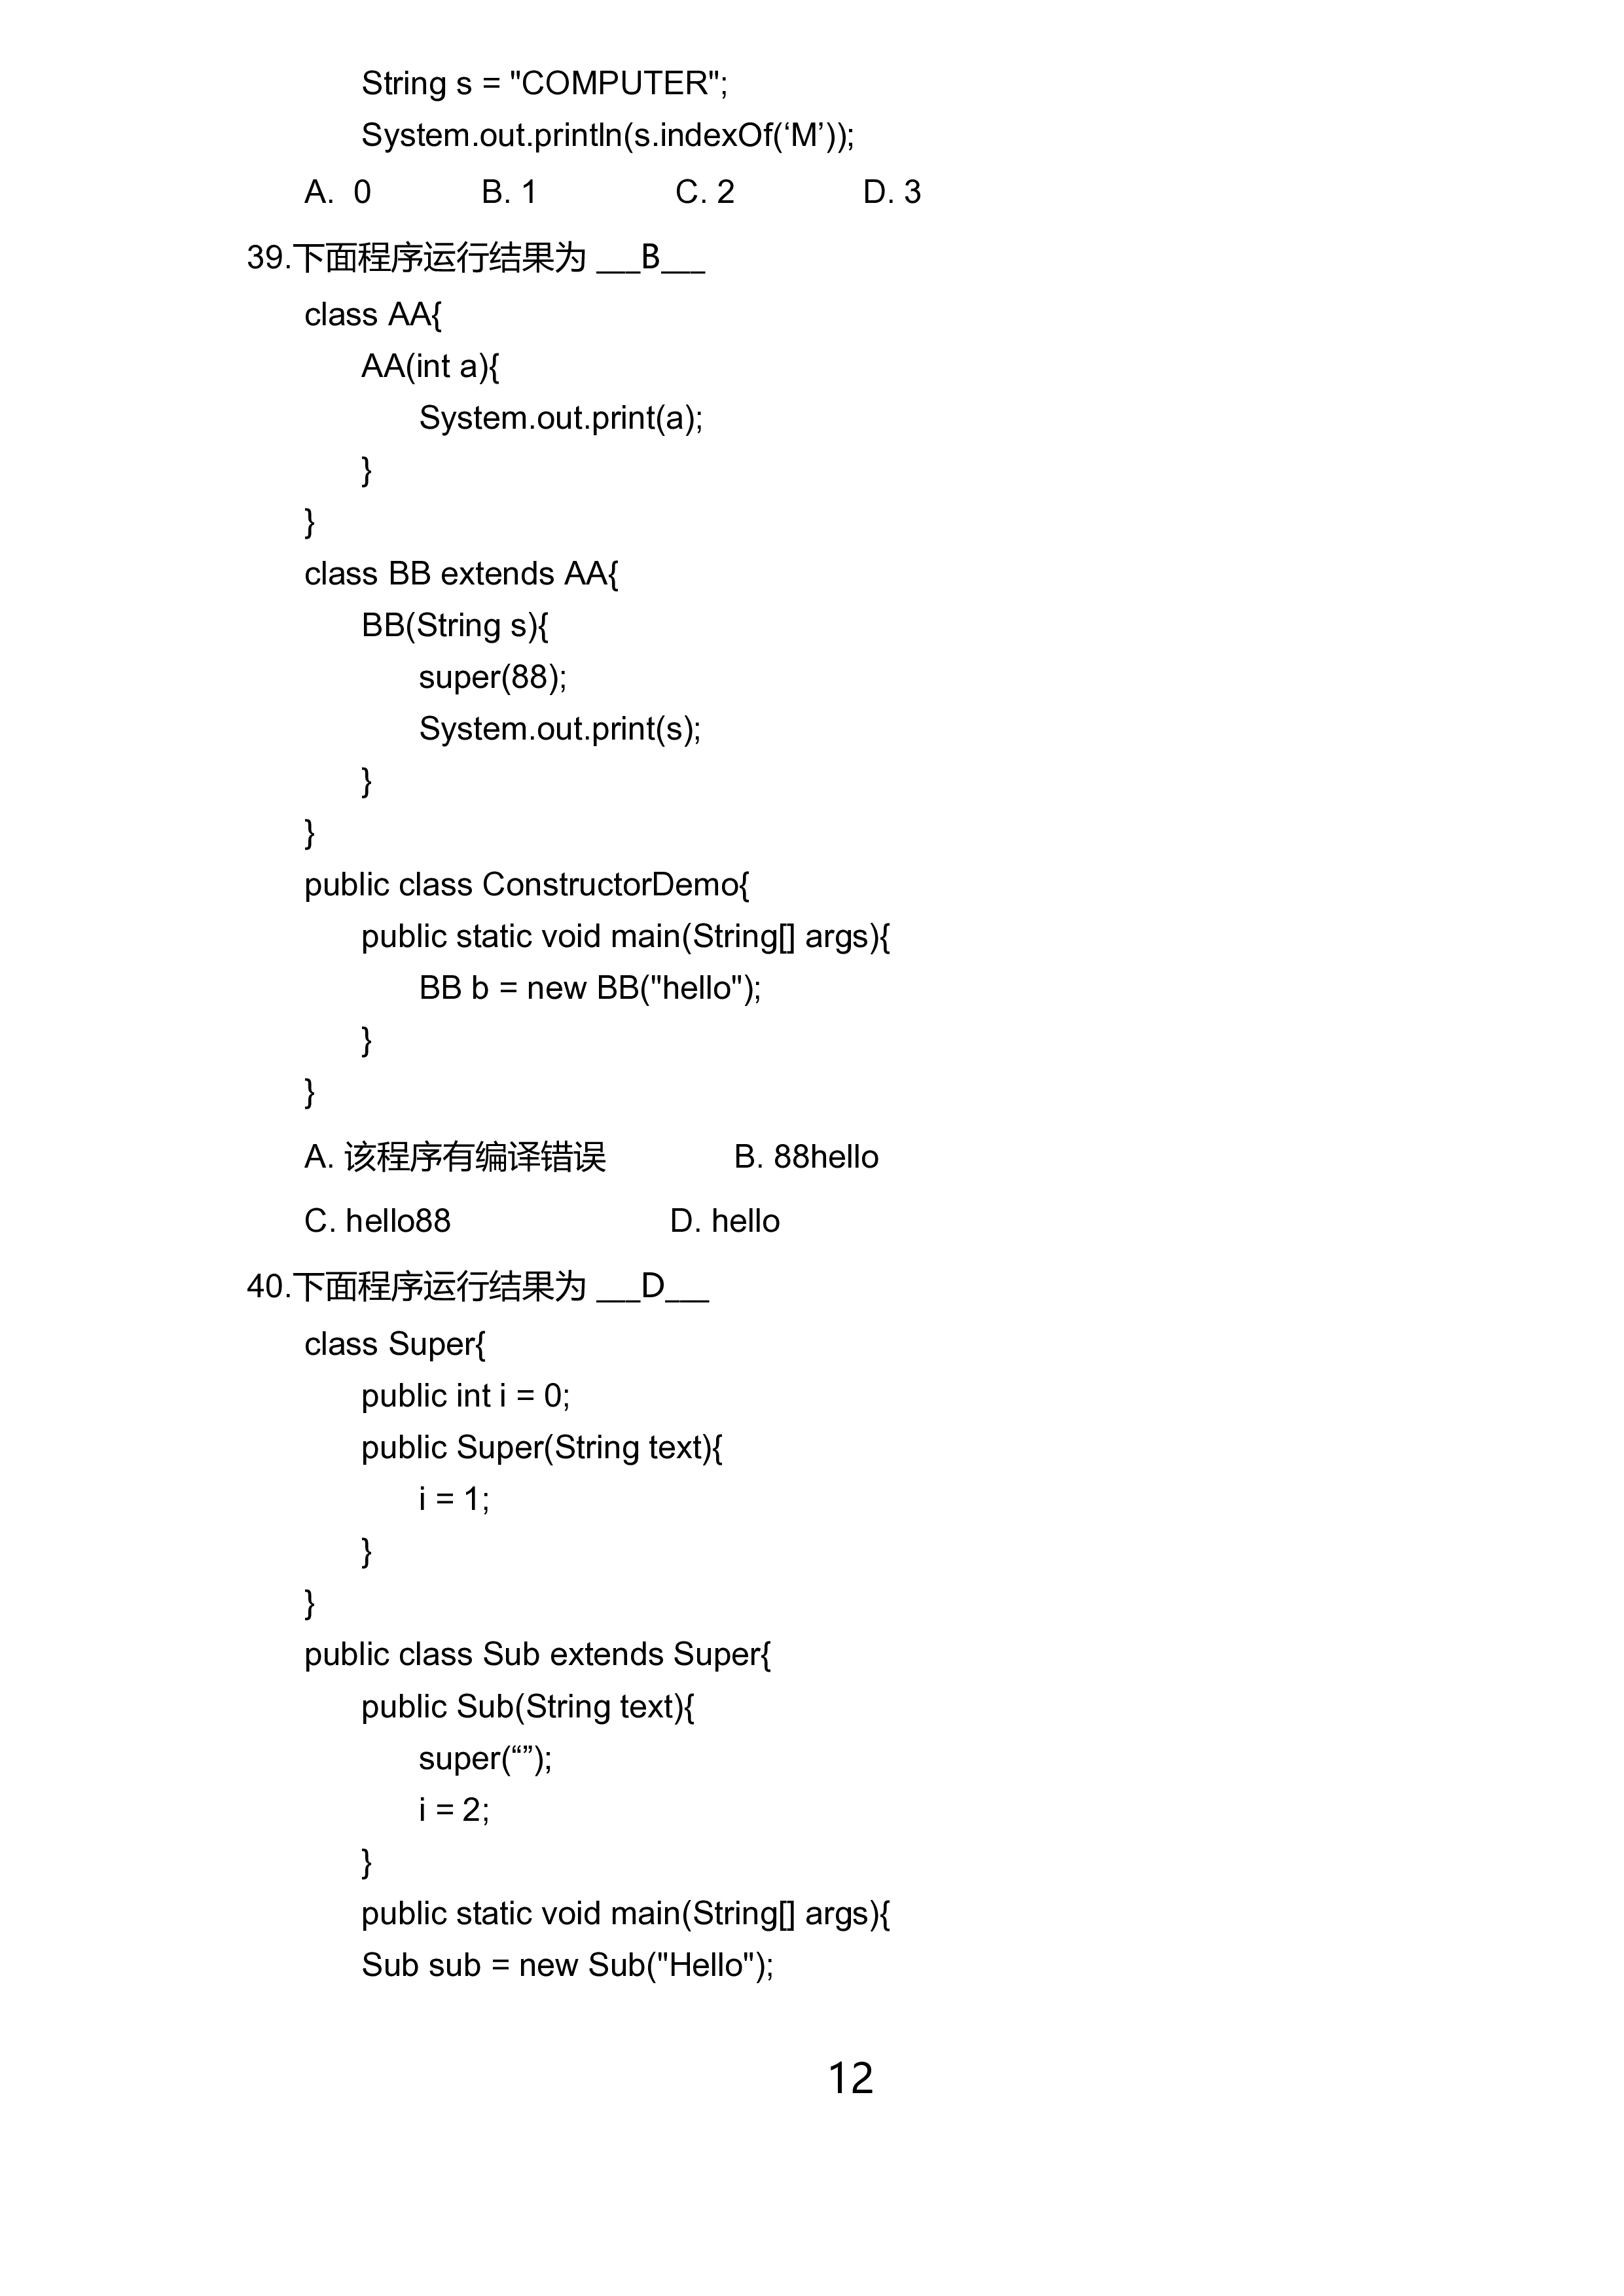 String s = "COMPUTER";
System.out.println(s.indexOf(‘M’));
A.  0 B. 1 C. 2 D. 3
39.下面程序运行结果为 ___B___
class AA{
AA(int a){
System.out.print(a);
}
}
class BB extends AA{
BB(String s){
super(88);
System.out.print(s);
}
}
public class ConstructorDemo{
public static void main(String[] args){
BB b = new BB("hello");
}
}
A. 该程序有编译错误 B. 88hello
C. hello88 D. hello
40.下面程序运行结果为 ___D___
class Super{
public int i = 0;
public Super(String text){
i = 1;
}
}
public class Sub extends Super{
public Sub(String text){
super(“”);
i = 2;
}
public static void main(String[] args){
Sub sub = new Sub("Hello");
12